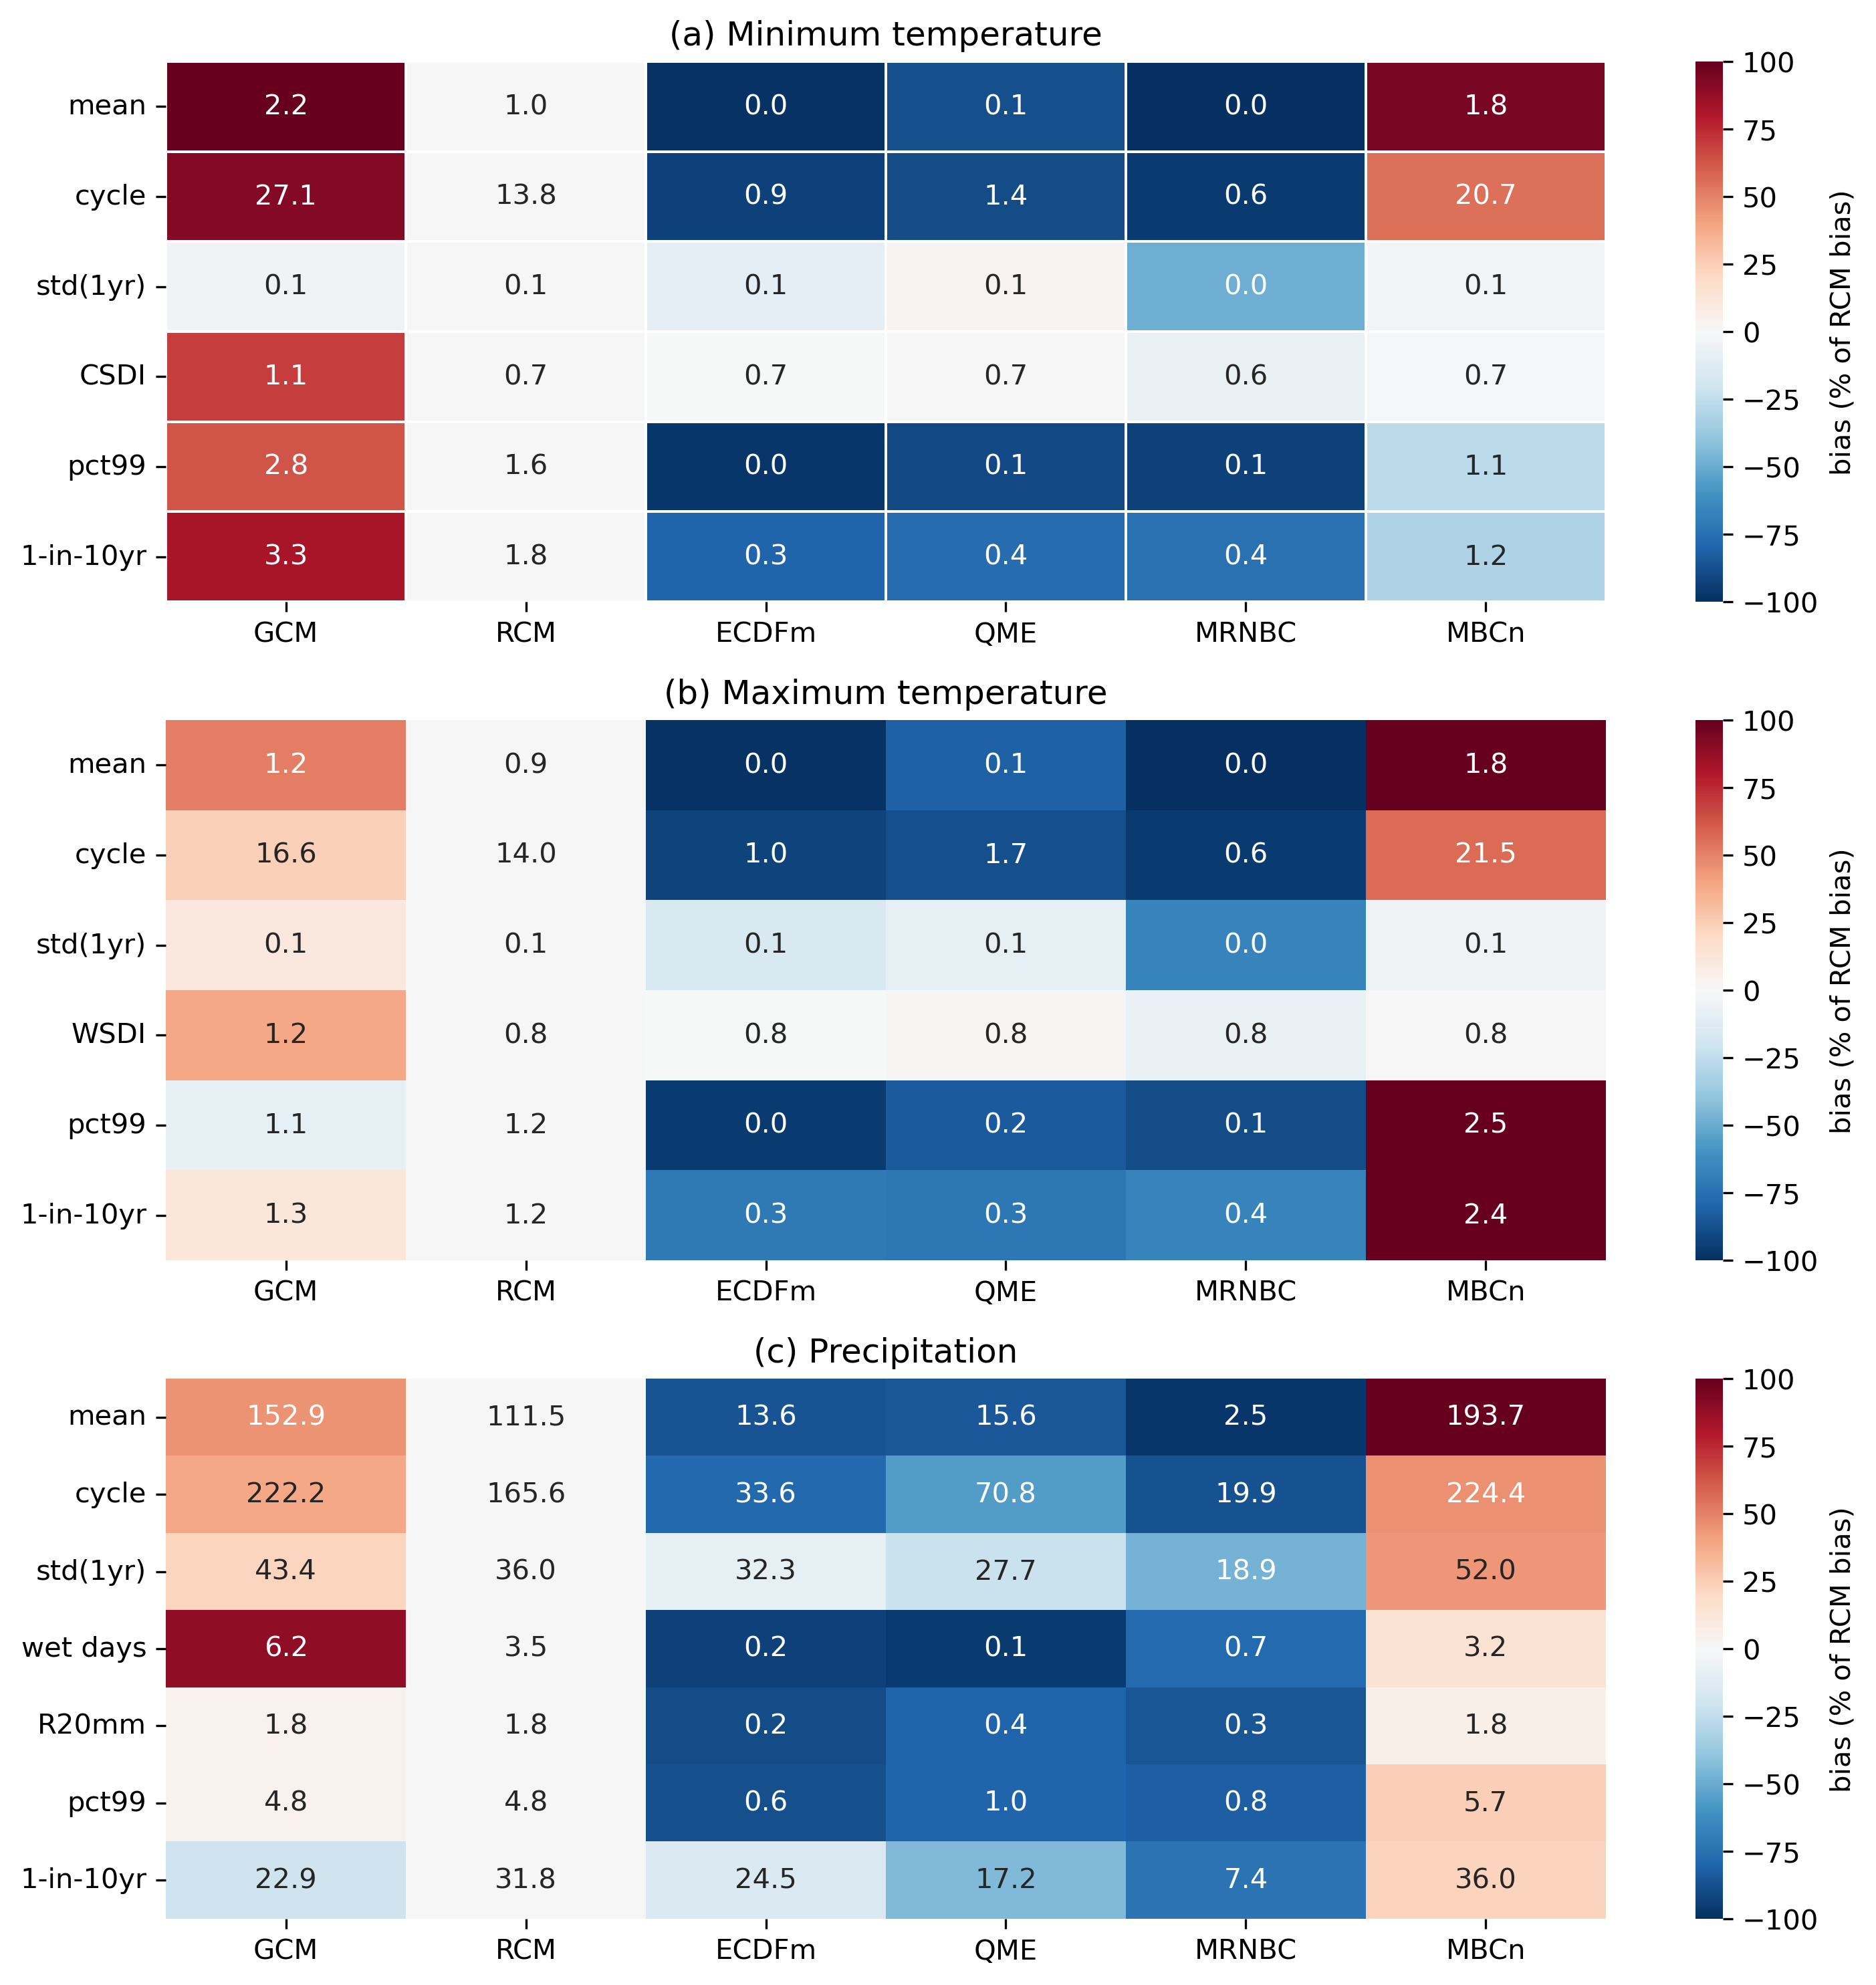 (a) Minimum temperature
mean 2.2 1.0 0.0 0.1 0.0 1.8
cycle 27.1 13.8 0.9 1.4 0.6 20.7
std(1yr) 0.1 0.1 0.1 0.1 0.0 0.1
CSDI 1.1 0.7 0.7 0.7 0.6 0.7
pct99 2.8 1.6 0.0 0.1 0.1 1.1
1-in-10yr 3.3 1.8 0.3 0.4 0.4 1.2
GCM RCM ECDFm QME MRNBC MBCn
100
75
50
25
0
−25
−50
−75
−100
bias (% of RCM bias)
(b) Maximum temperature
mean 1.2 0.9 0.0 0.1 0.0 1.8
cycle 16.6 14.0 1.0 1.7 0.6 21.5
std(1yr) 0.1 0.1 0.1 0.1 0.0 0.1
WSDI 1.2 0.8 0.8 0.8 0.8 0.8
pct99 1.1 1.2 0.0 0.2 0.1 2.5
1-in-10yr 1.3 1.2 0.3 0.3 0.4 2.4
GCM RCM ECDFm QME MRNBC MBCn
100
75
50
25
0
−25
−50
−75
−100
bias (% of RCM bias)
(c) Precipitation
mean 152.9 111.5 13.6 15.6 2.5 193.7
cycle 222.2 165.6 33.6 70.8 19.9 224.4
std(1yr) 43.4 36.0 32.3 27.7 18.9 52.0
wet days 6.2 3.5 0.2 0.1 0.7 3.2
R20mm 1.8 1.8 0.2 0.4 0.3 1.8
pct99 4.8 4.8 0.6 1.0 0.8 5.7
1-in-10yr 22.9 31.8 24.5 17.2 7.4 36.0
GCM RCM ECDFm QME MRNBC MBCn
100
75
50
25
0
−25
−50
−75
−100
bias (% of RCM bias)